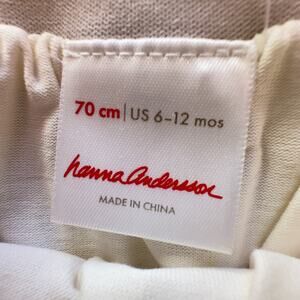 70 cm | US 6-12 mos
hanna andersson
MADE IN CHINA